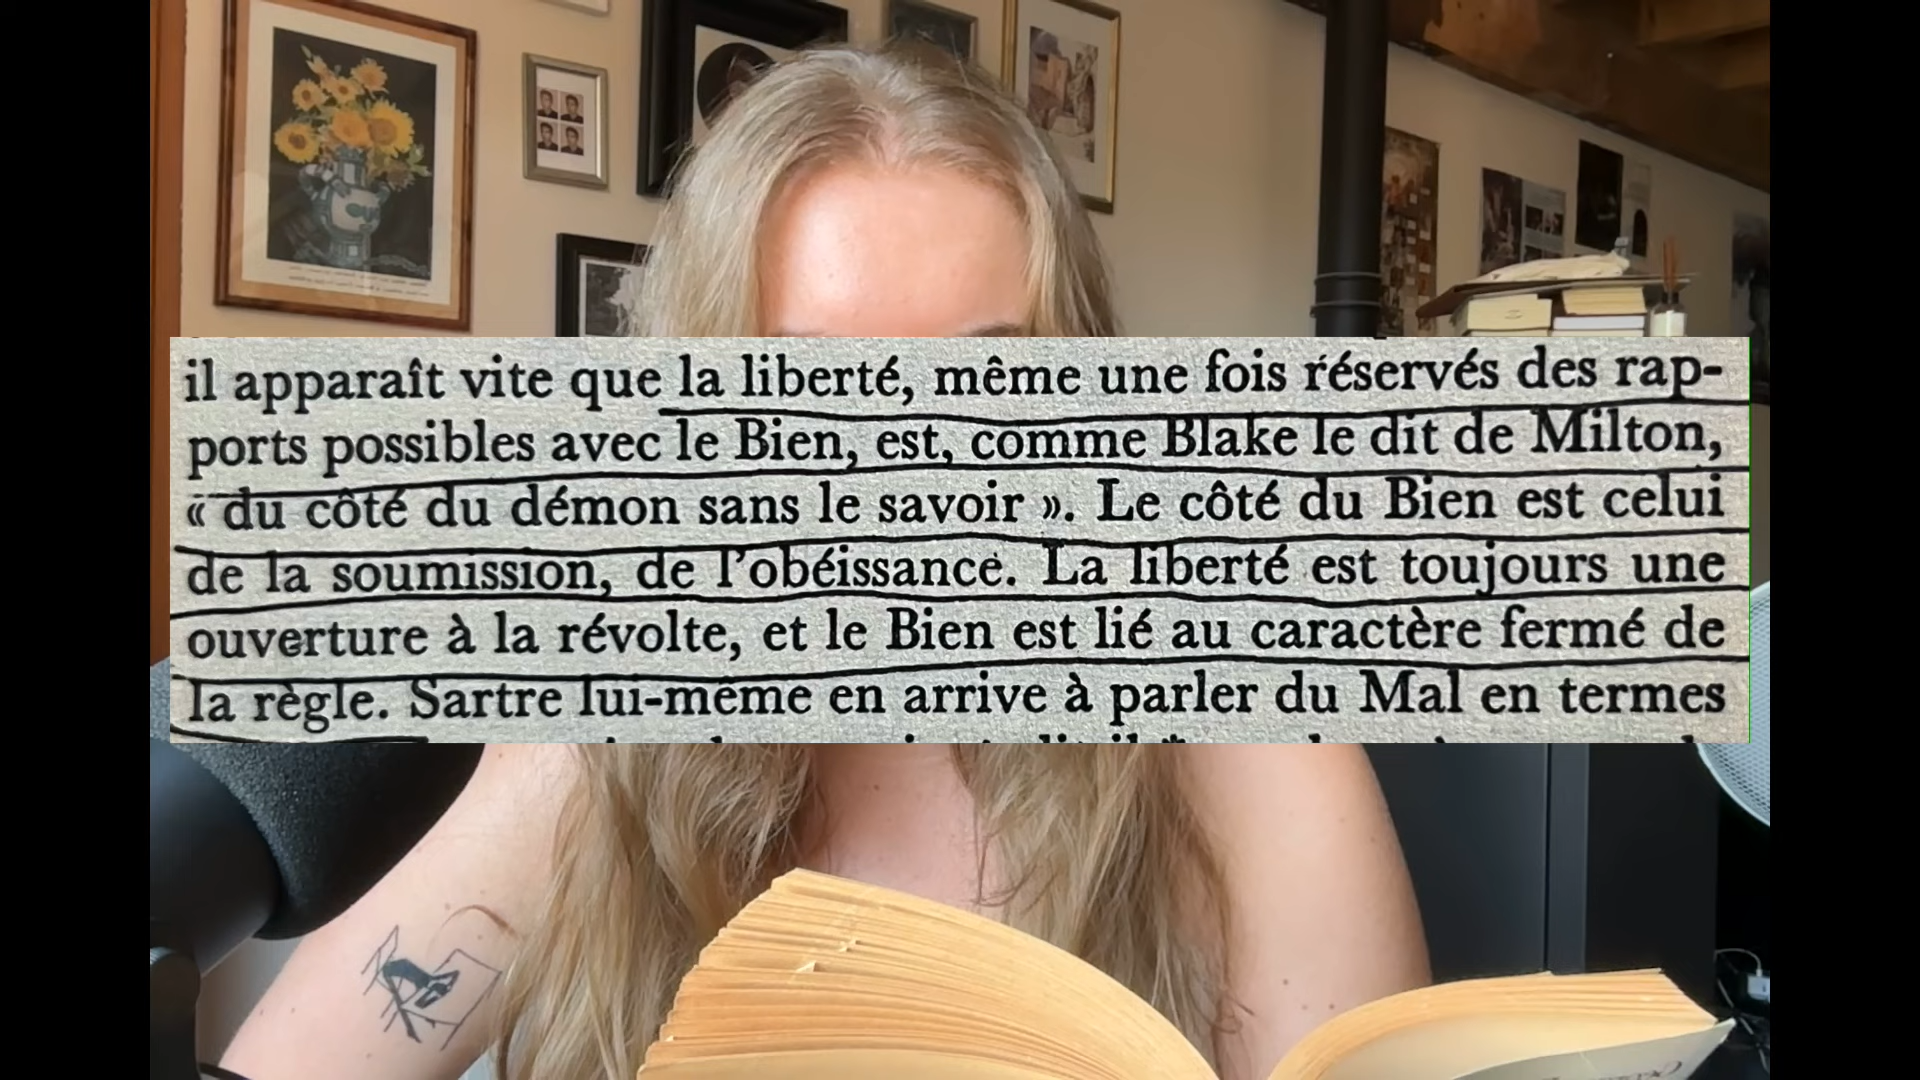 il apparaît vite que la liberté, même une fois réservés des rap-
ports possibles avec le Bien, est, comme Blake le dit de Milton,
« du côté du démon sans le savoir ». Le côté du Bien est celui
de la soumission, de l'obéissance. La liberté est toujours une
ouverture à la révolte, et le Bien est lié au caractère fermé de
la règle. Sartre lui-même en arrive à parler du Mal en termes